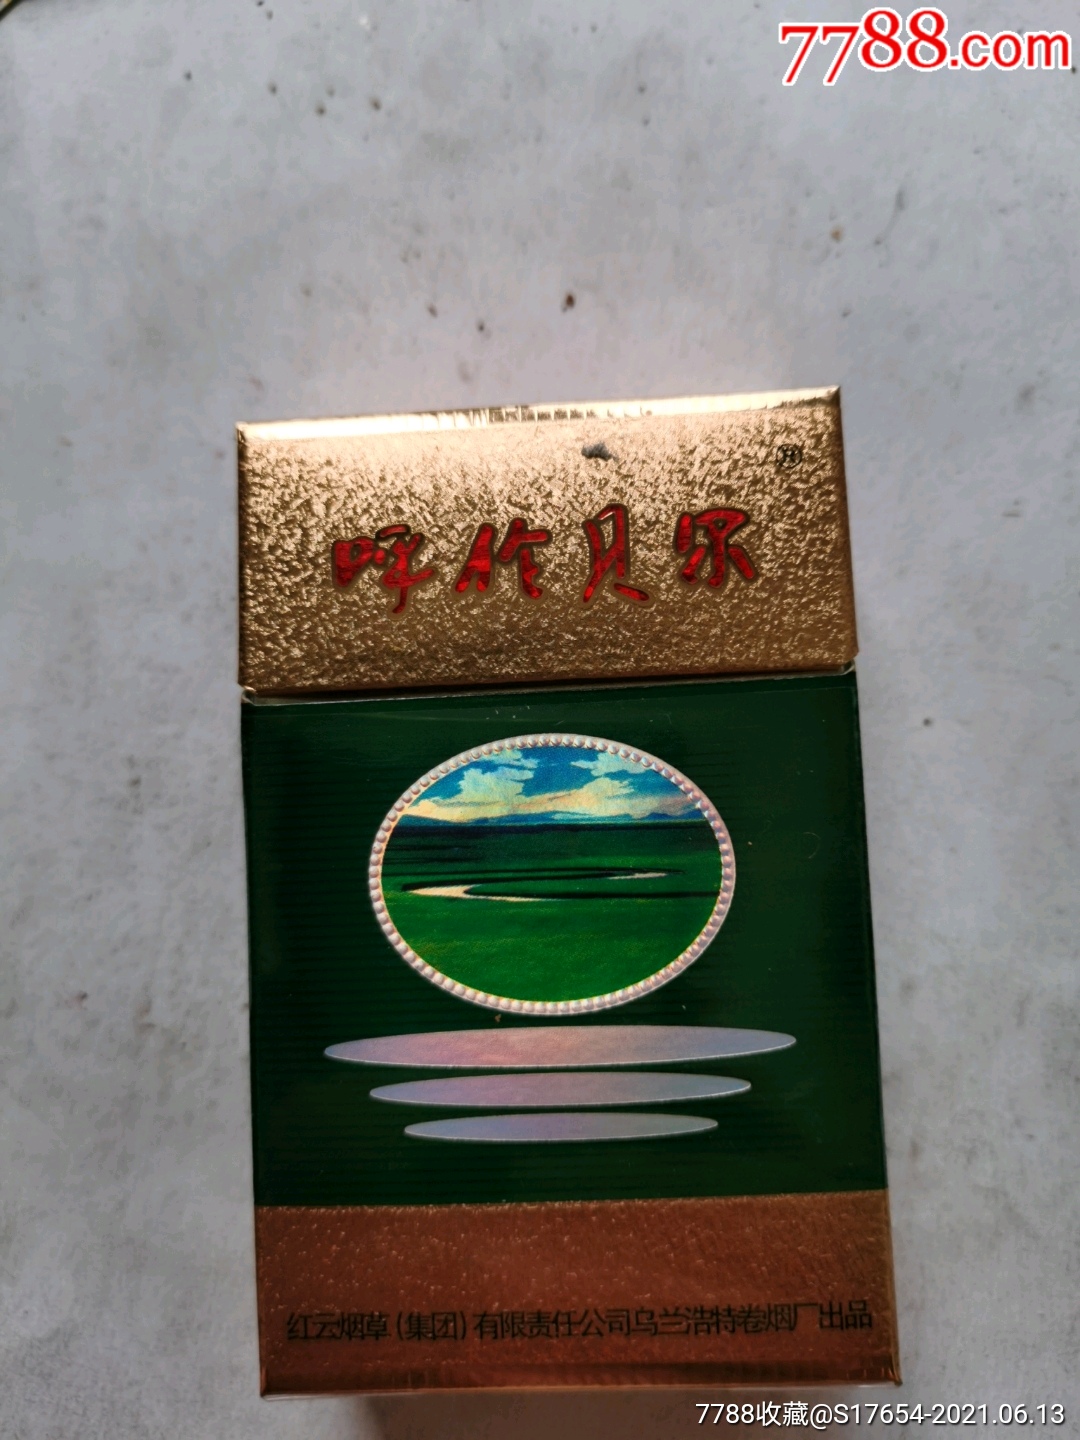 7788.com
呼伦贝尔
红云烟草(集团)有限责任公司乌兰浩特卷烟厂出品
7788收藏@S17654-2021.06.13